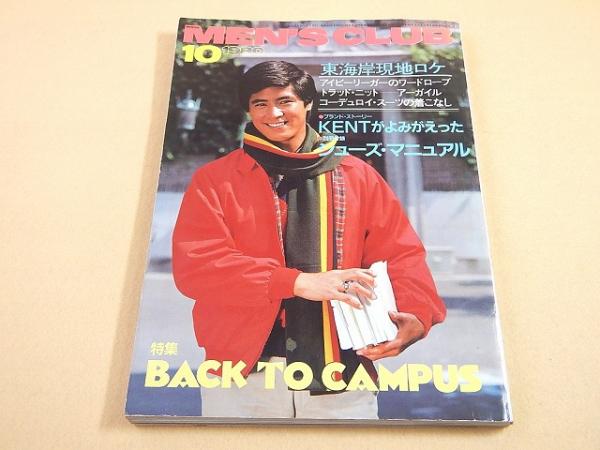 MEN'S CLUB
10
1980
東海岸現地ロケ
アイビーリーガーのワードローブ
トラッド・ニット アーガイル
コーデュロイ・スーツの着こなし
●ブランド・ストーリー
KENTがよみがえった
シューズ・マニュアル
特集
BACK TO CAMPUS